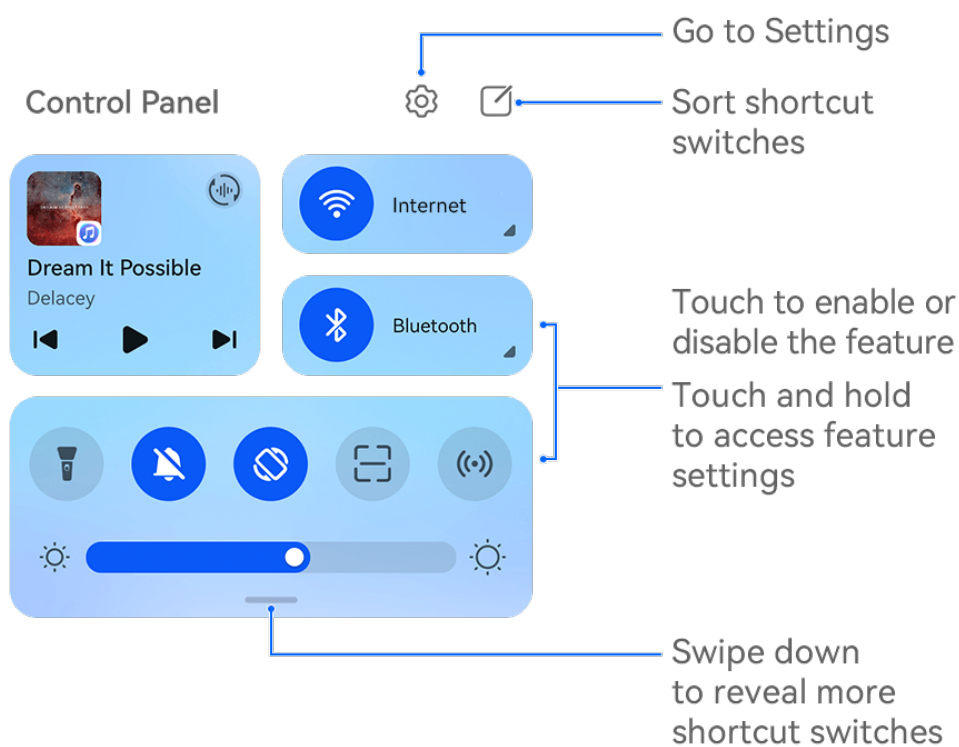 Go to Settings
Control Panel
Sort shortcut
switches
Internet
Dream It Possible
Delacey
Bluetooth
Touch to enable or
disable the feature
Touch and hold
to access feature
settings
Swipe down
to reveal more
shortcut switches